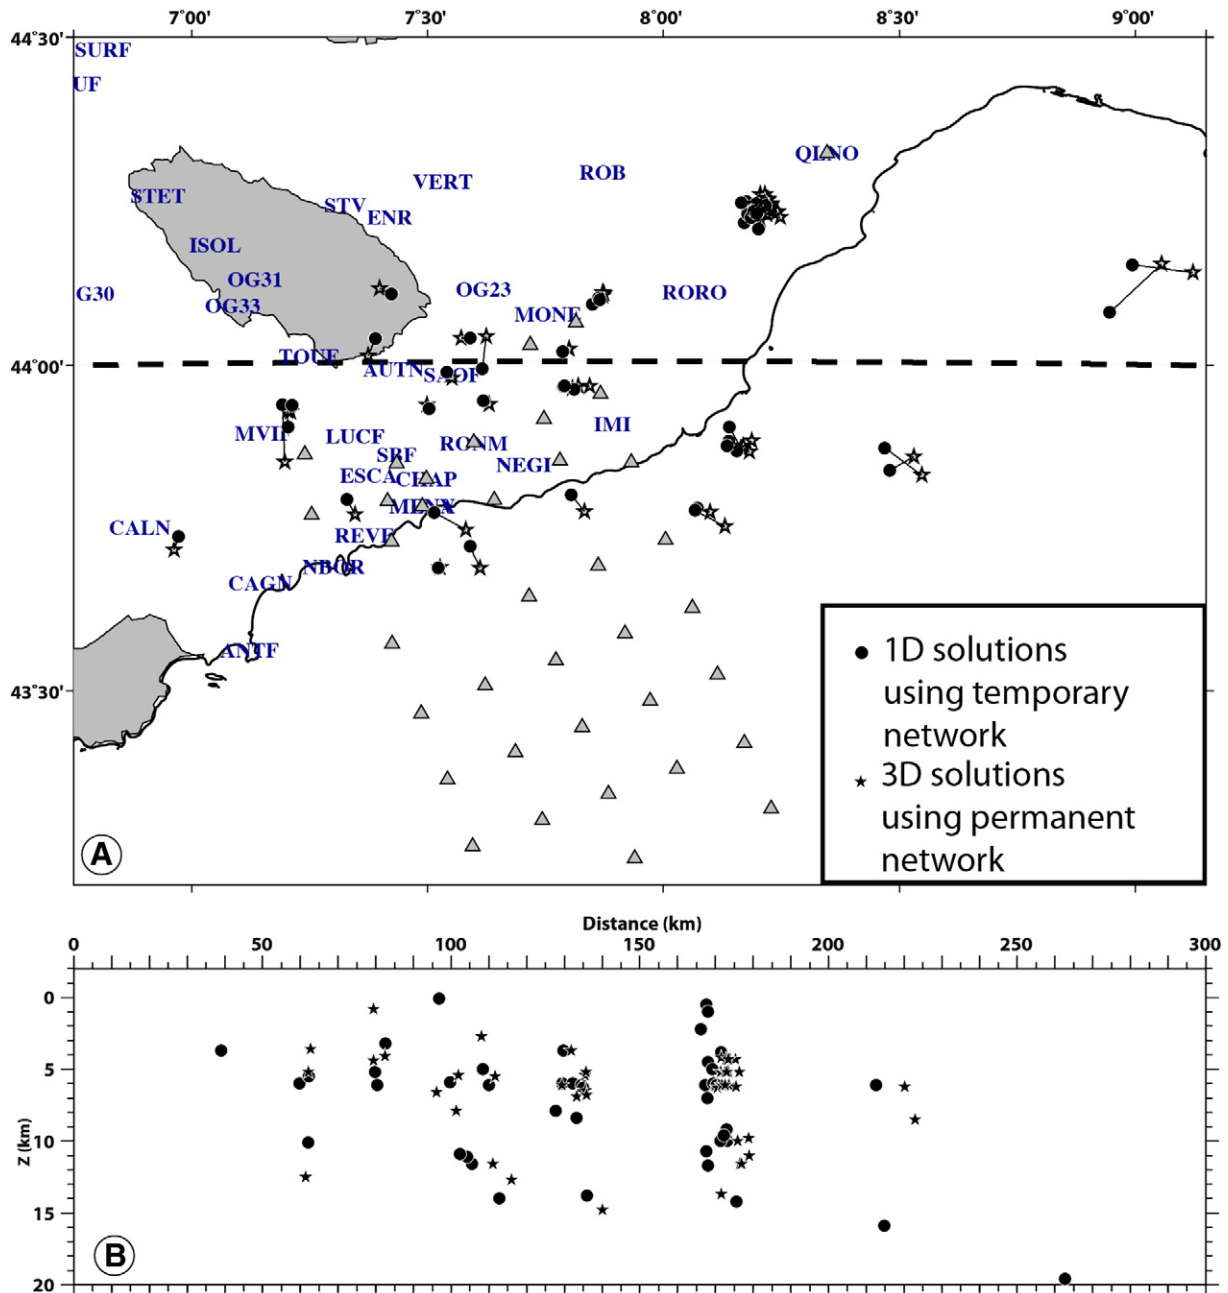 7°00' 7°30' 8°00' 8°30' 9°00'
44°30'
SURF
UF
QLNO
ROB
VERT
STET
STV
ENR
ISOL
OG31
OG23
G30
OG33
RORO
MONE
44°00'
TOUF
AUTN
SAOF
IMI
MVIF
LUCF
RONM
SBF
NEGI
ESCA
CHAP
MENA
CALN
REVF
NBOR
CAGN
ANTF
43°30'
1D solutions
using temporary
network
3D solutions
using permanent
network
A
Distance (km)
0 50 100 150 200 250 300
0
5
10
15
20
Z (km)
B